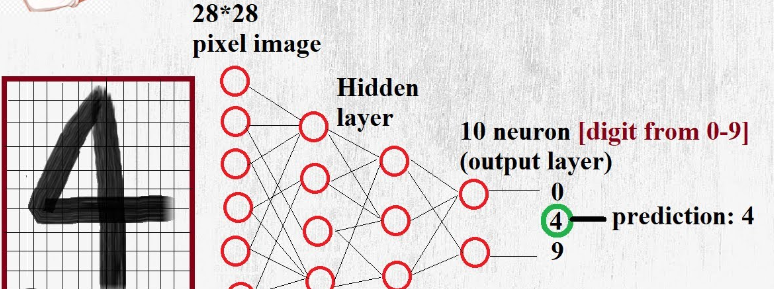 28*28
pixel image
4
Hidden
layer
10 neuron [digit from 0-9]
(output layer)
0
4 prediction: 4
9